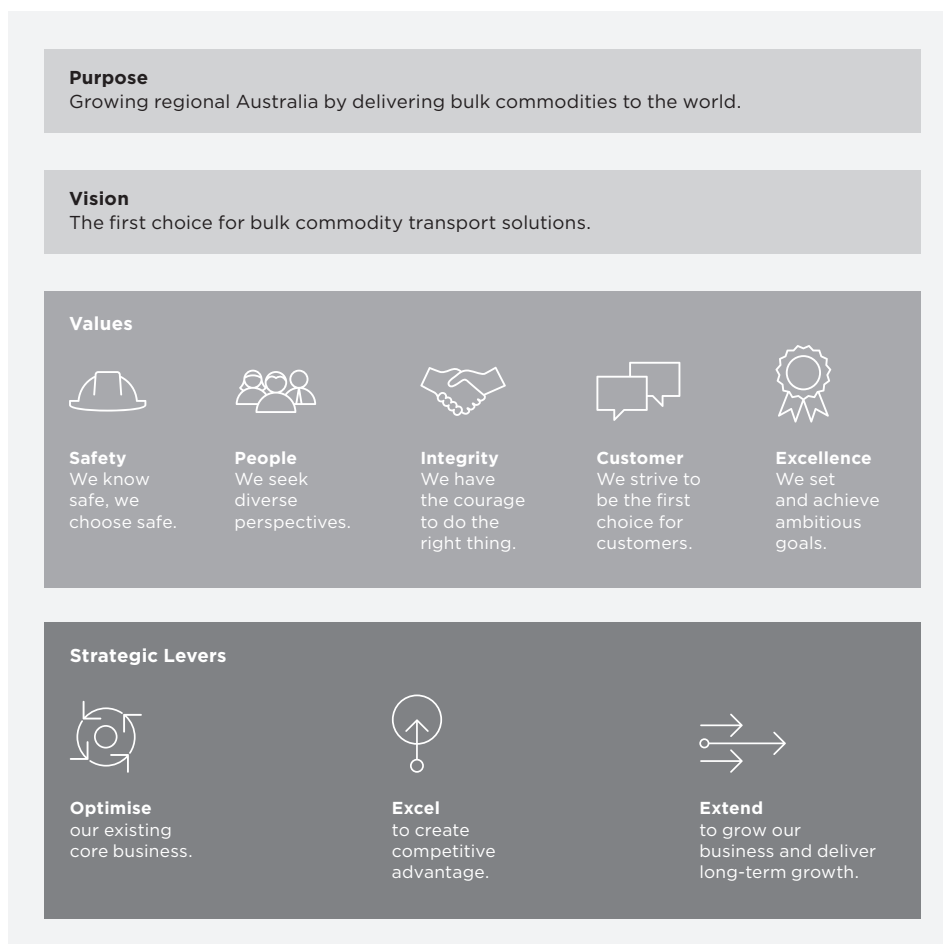 Purpose
Growing regional Australia by delivering bulk commodities to the world.
Vision
The first choice for bulk commodity transport solutions.
Values
Safety
We know
safe, we
choose safe.
People
We seek
diverse
perspectives.
Integrity
We have
the courage
to do the
right thing.
Customer
We strive to
be the first
choice for
customers.
Excellence
We set
and achieve
ambitious
goals.
Strategic Levers
Optimise
our existing
core business.
Excel
to create
competitive
advantage.
Extend
to grow our
business and deliver
long-term growth.